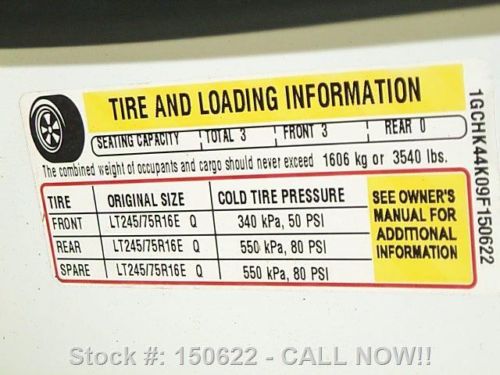 TIRE AND LOADING INFORMATION
SEATING CAPACITY TOTAL 3 FRONT 3 REAR 0
The combined weight of occupants and cargo should never exceed 1606 kg or 3540 lbs.
TIRE ORIGINAL SIZE COLD TIRE PRESSURE
FRONT LT245/75R16E Q 340 kPa, 50 PSI
REAR LT245/75R16E Q 550 kPa, 80 PSI
SPARE LT245/75R16E Q 550 kPa, 80 PSI
SEE OWNER'S
MANUAL FOR
ADDITIONAL
INFORMATION
1GCHK44K09F150622
Stock #: 150622 - CALL NOW!!